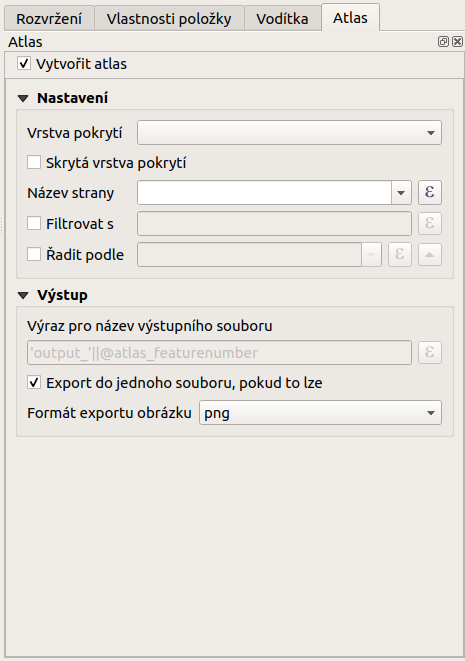 Rozvržení Vlastnosti položky Vodítka Atlas
Atlas
Vytvořit atlas
Nastavení
Vrstva pokrytí
Skrytá vrstva pokrytí
Název strany ε
Filtrovat s ε
Řadit podle ε
Výstup
Výraz pro název výstupního souboru
'output_'||@atlas_featurenumber ε
Export do jednoho souboru, pokud to lze
Formát exportu obrázku png